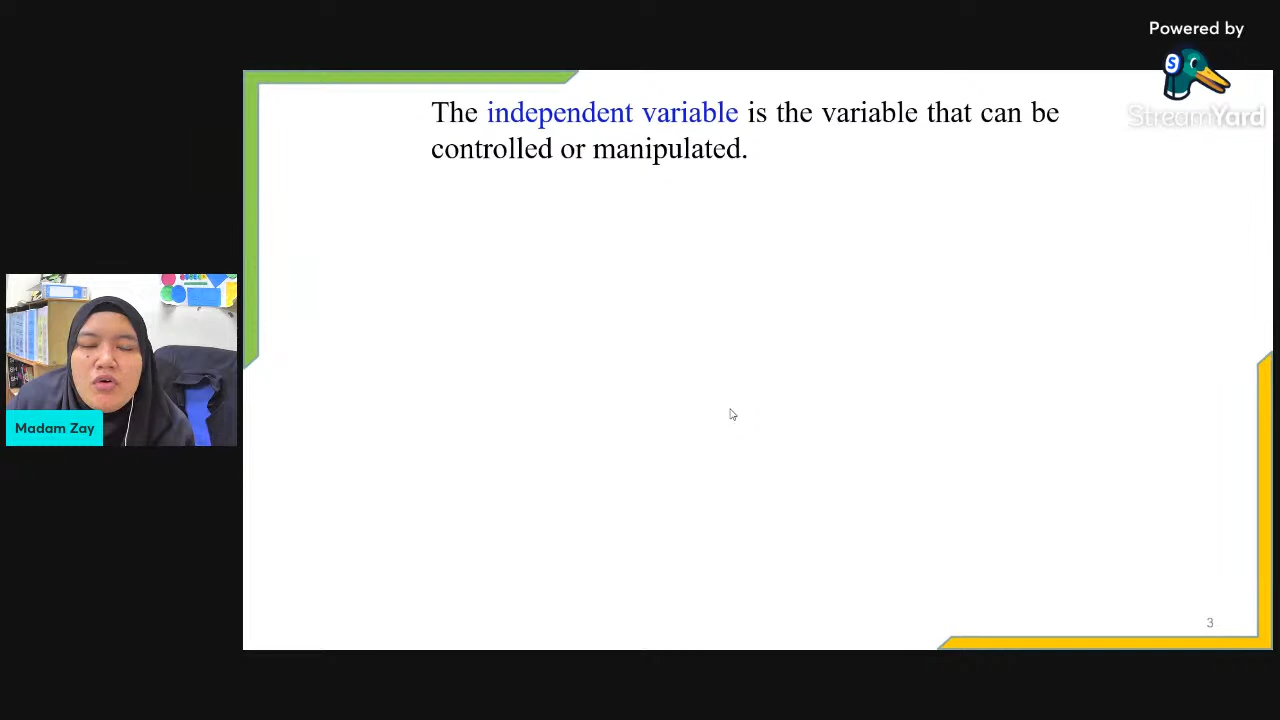 Powered by
StreamYard
The independent variable is the variable that can be
controlled or manipulated.
Madam Zay
3